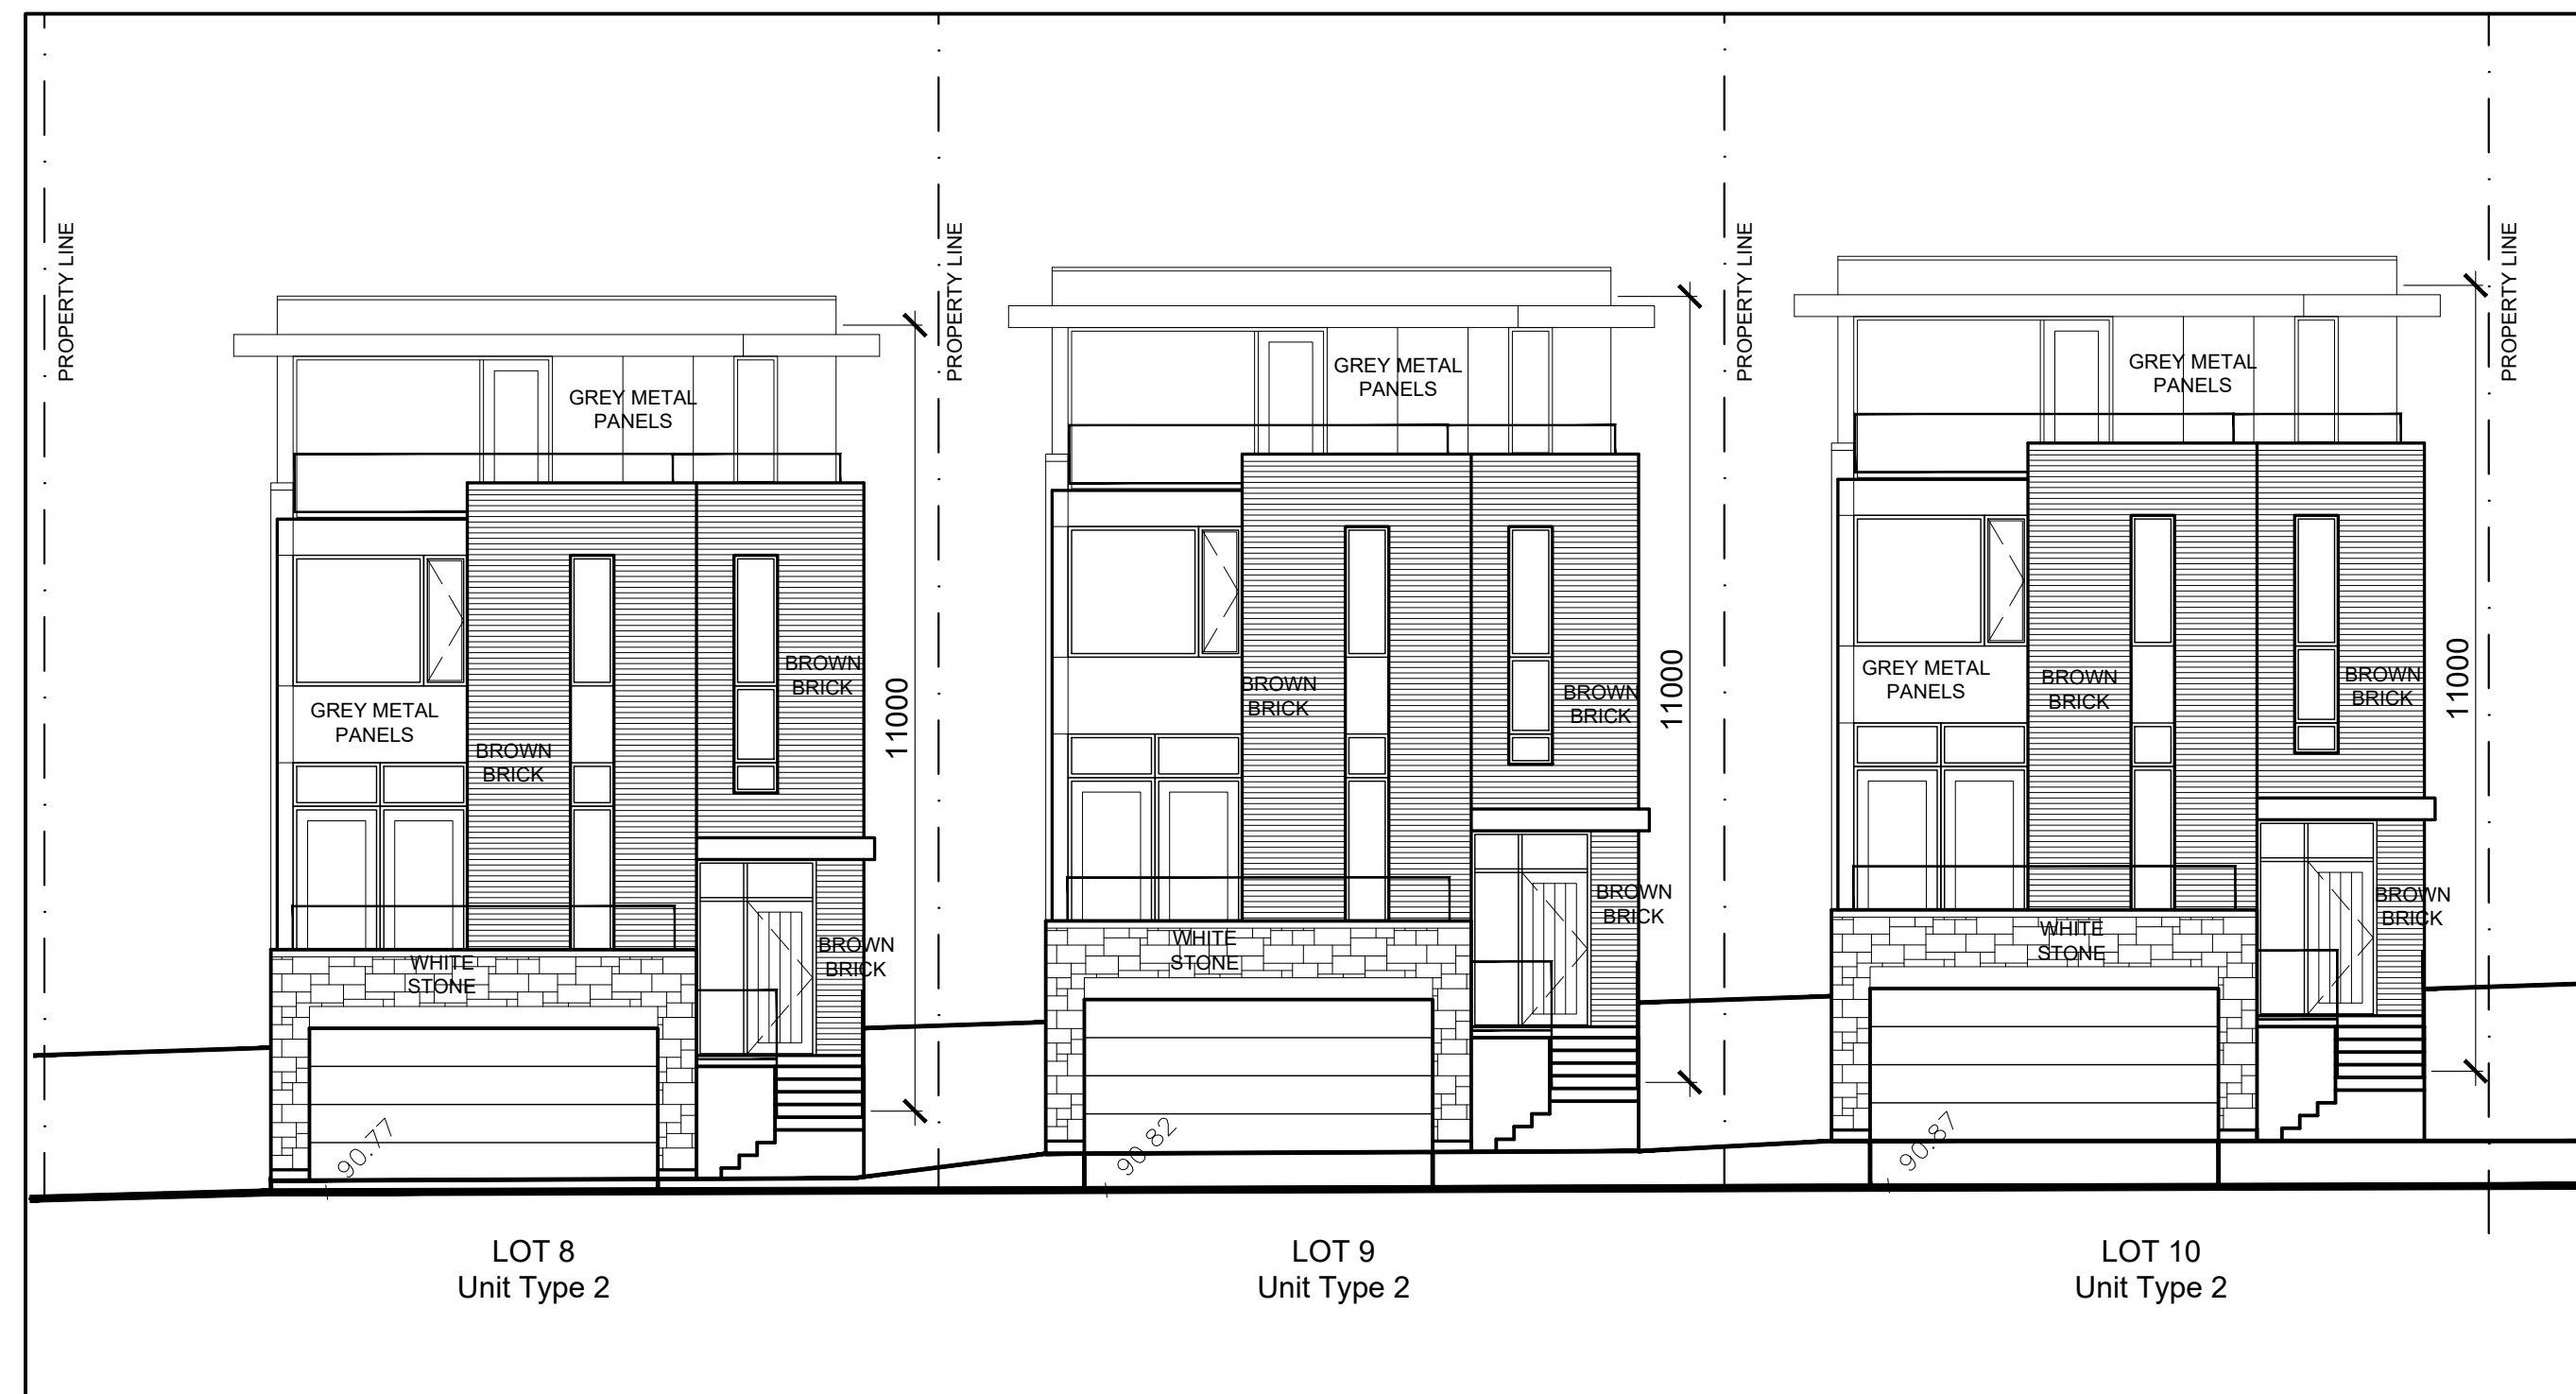 PROPERTY LINE
PROPERTY LINE
PROPERTY LINE
PROPERTY LINE
GREY METAL
PANELS
GREY METAL
PANELS
BROWN
BRICK
BROWN
BRICK
BROWN
BRICK
WHITE
STONE
11000
90.77
LOT 8
Unit Type 2
GREY METAL
PANELS
BROWN
BRICK
BROWN
BRICK
BROWN
BRICK
WHITE
STONE
11000
90.82
LOT 9
Unit Type 2
GREY METAL
PANELS
GREY METAL
PANELS
BROWN
BRICK
BROWN
BRICK
BROWN
BRICK
WHITE
STONE
11000
90.87
LOT 10
Unit Type 2